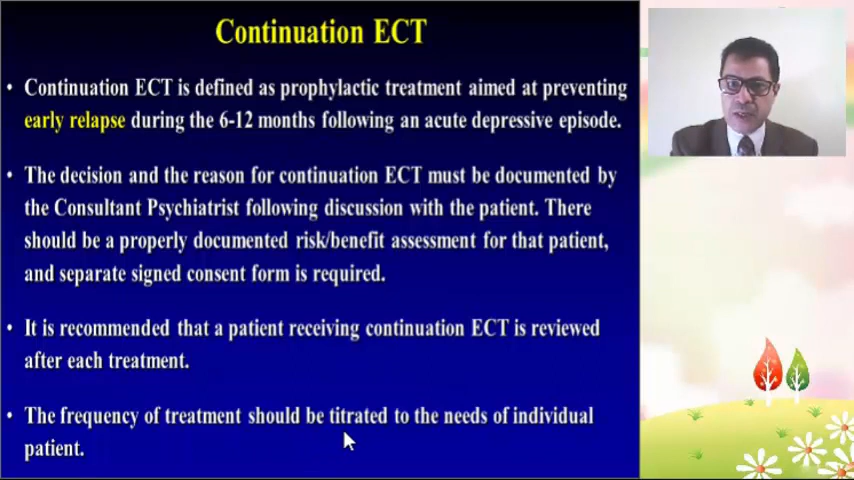 Continuation ECT
• Continuation ECT is defined as prophylactic treatment aimed at preventing
early relapse during the 6-12 months following an acute depressive episode.
• The decision and the reason for continuation ECT must be documented by
the Consultant Psychiatrist following discussion with the patient. There
should be a properly documented risk/benefit assessment for that patient,
and separate signed consent form is required.
• It is recommended that a patient receiving continuation ECT is reviewed
after each treatment.
• The frequency of treatment should be titrated to the needs of individual
patient.